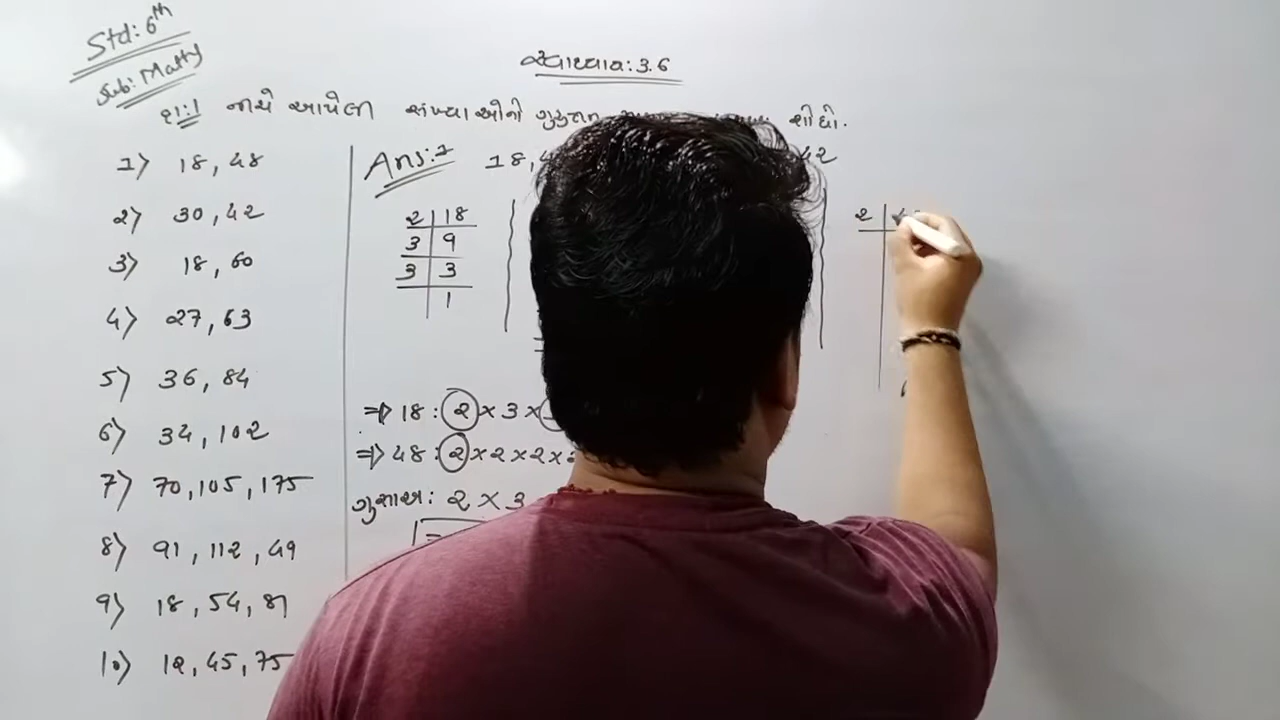 Std: 6th
Sub: Maths
સ્વાધ્યાય: 3.6
પ્ર:1 નીચે આપેલી સંખ્યાઓનો શોધો.
1) 18, 48
2) 30, 42
3) 18, 60
4) 27, 63
5) 36, 84
6) 34, 102
7) 70, 105, 175
8) 91, 112, 49
9) 18, 54, 81
10) 12, 45, 75
Ans: 1 18, 42
2 18
3 9
3 3
1
2
⇒ 18 : 2 × 3 ×
⇒ 48 : 2 × 2 × 2 ×
ગુસાઅ: 2 × 3
=